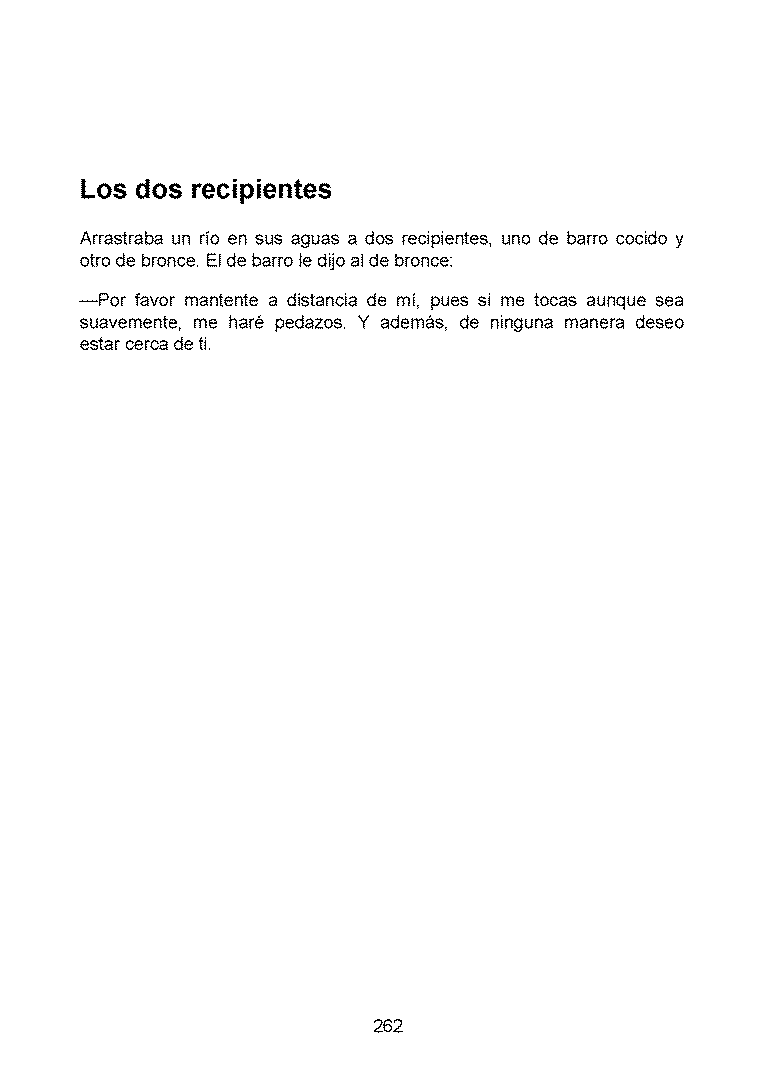 Los dos recipientes
Arrastraba un río en sus aguas a dos recipientes, uno de barro cocido y
otro de bronce. El de barro le dijo al de bronce:
—Por favor mantente a distancia de mí, pues si me tocas aunque sea
suavemente, me haré pedazos. Y además, de ninguna manera deseo
estar cerca de ti.
262